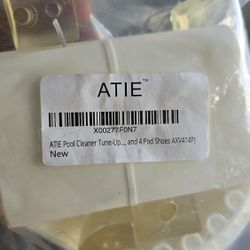 ATIE™
X00277F0N7
ATIE Pool Cleaner Tune-Up..., and 4 Pod Shoes AXV414P)
New